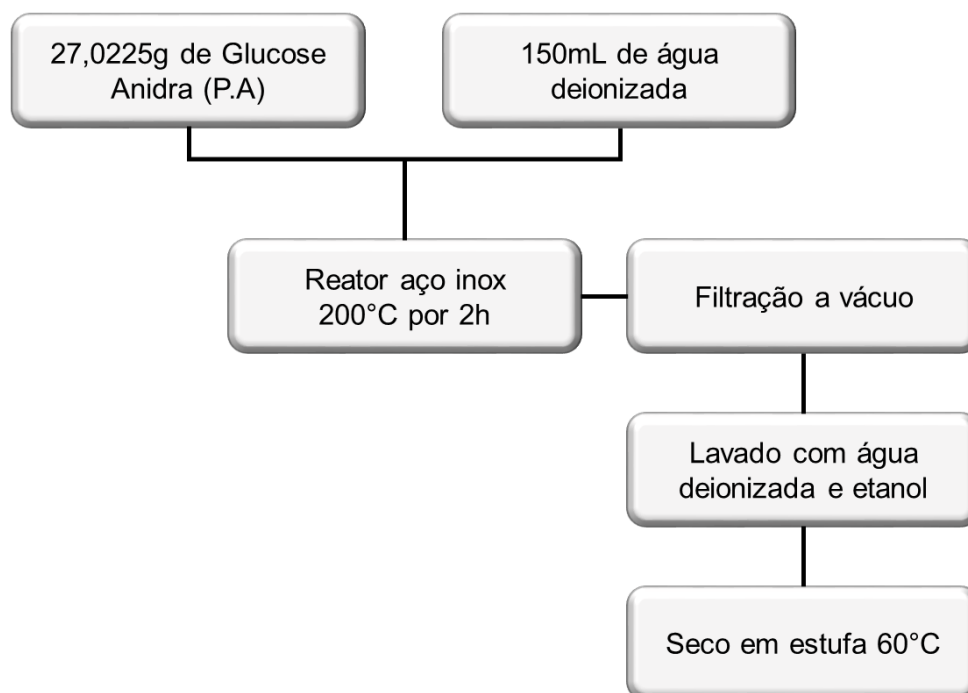 27,0225g de Glucose
Anidra (P.A)
150mL de água
deionizada
Reator aço inox
200°C por 2h
Filtração a vácuo
Lavado com água
deionizada e etanol
Seco em estufa 60°C